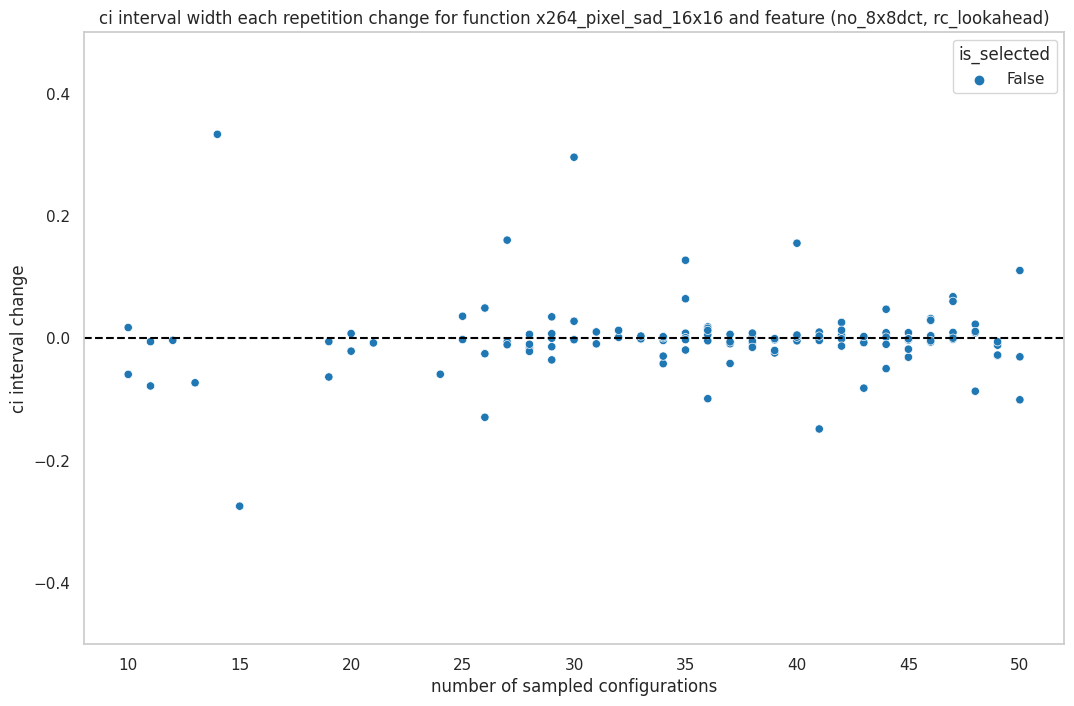 ci interval width each repetition change for function x264_pixel_sad_16x16 and feature (no_8x8dct, rc_lookahead)
is_selected
False
ci interval change
0.4
0.2
0.0
−0.2
−0.4
10 15 20 25 30 35 40 45 50
number of sampled configurations